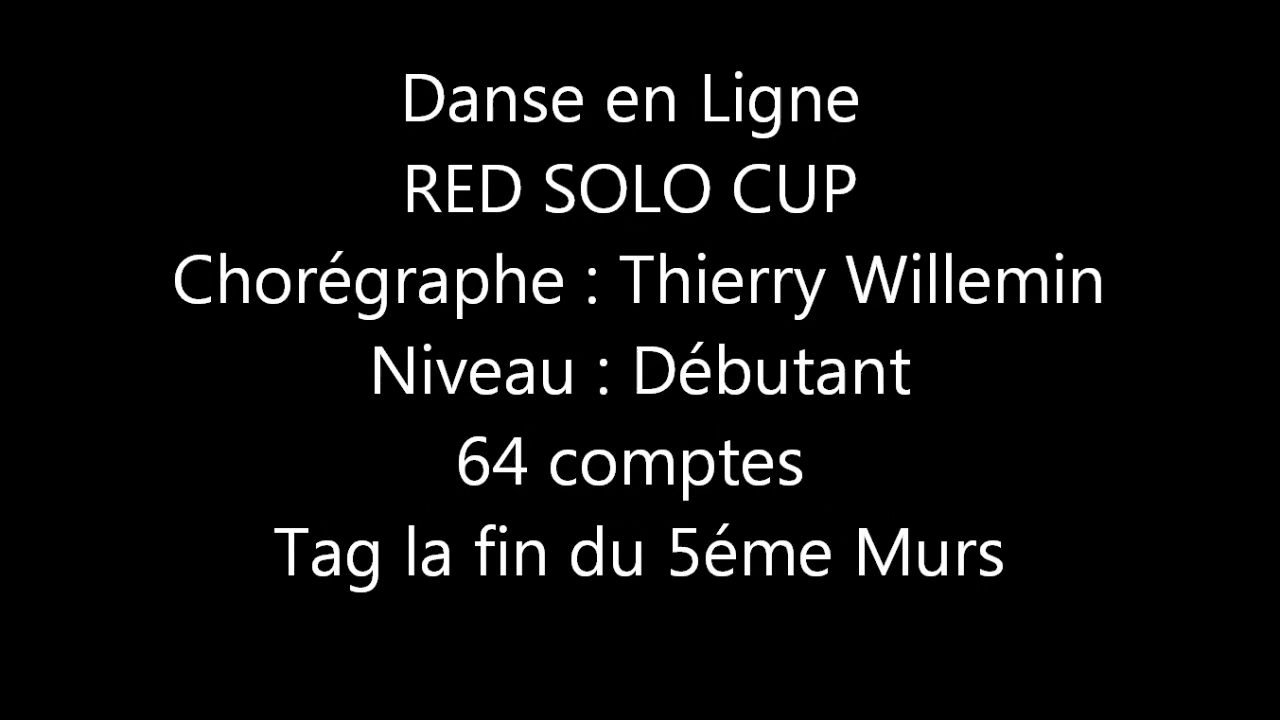 Danse en Ligne
RED SOLO CUP
Chorégraphe : Thierry Willemin
Niveau : Débutant
64 comptes
Tag la fin du 5éme Murs